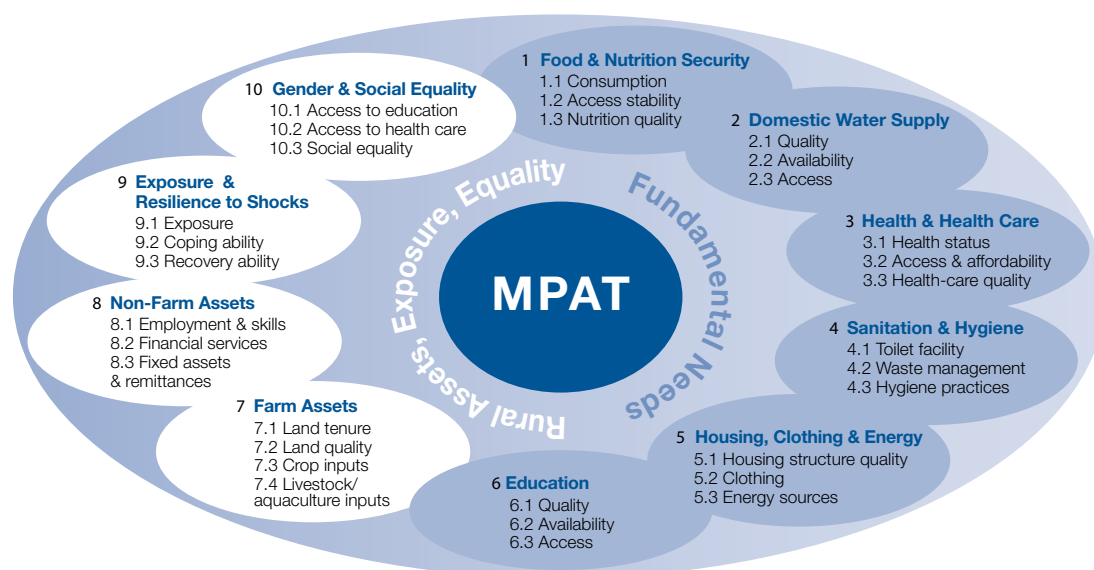 1 Food & Nutrition Security
1.1 Consumption
1.2 Access stability
1.3 Nutrition quality
2 Domestic Water Supply
2.1 Quality
2.2 Availability
2.3 Access
3 Health & Health Care
3.1 Health status
3.2 Access & affordability
3.3 Health-care quality
4 Sanitation & Hygiene
4.1 Toilet facility
4.2 Waste management
4.3 Hygiene practices
5 Housing, Clothing & Energy
5.1 Housing structure quality
5.2 Clothing
5.3 Energy sources
6 Education
6.1 Quality
6.2 Availability
6.3 Access
7 Farm Assets
7.1 Land tenure
7.2 Land quality
7.3 Crop inputs
7.4 Livestock/
aquaculture inputs
8 Non-Farm Assets
8.1 Employment & skills
8.2 Financial services
8.3 Fixed assets
& remittances
9 Exposure &
Resilience to Shocks
9.1 Exposure
9.2 Coping ability
9.3 Recovery ability
10 Gender & Social Equality
10.1 Access to education
10.2 Access to health care
10.3 Social equality
Rural Assets, Exposure, Equality
Fundamental Needs
MPAT